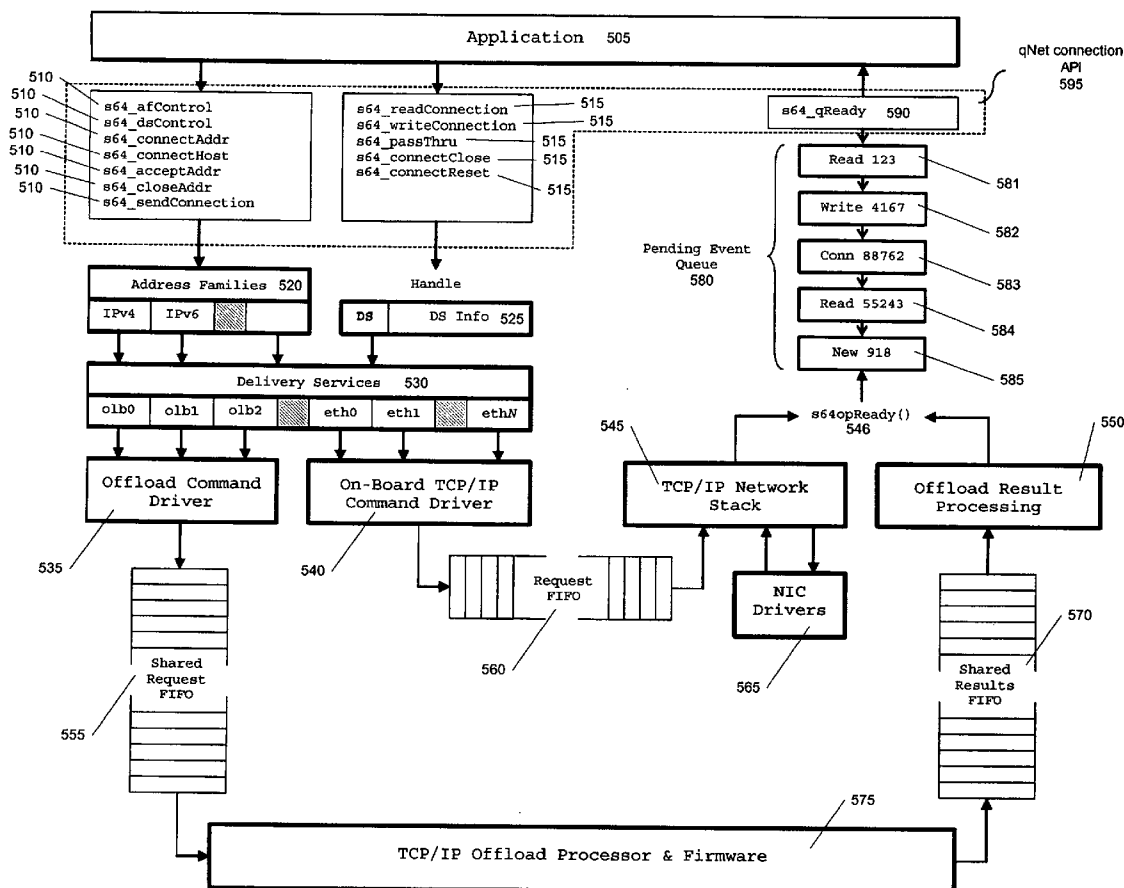 Application 505
qNet connection
API
595
510
510
510
510
510
510
510
s64_afControl
s64_dsControl
s64_connectAddr
s64_connectHost
s64_acceptAddr
s64_closeAddr
s64_sendConnection
s64_readConnection 515
s64_writeConnection 515
s64_passThru 515
s64_connectClose 515
s64_connectReset 515
s64_qReady 590
Read 123
581
Write 4167
582
Conn 88762
583
Read 55243
584
New 918
585
Pending Event
Queue
580
Address Families 520
IPv4 IPv6
Handle
DS DS Info 525
Delivery Services 530
olb0 olb1 olb2 eth0 eth1 ethN
s64opReady()
546
545
550
Offload Command
Driver
On-Board TCP/IP
Command Driver
TCP/IP Network
Stack
Offload Result
Processing
535
540
Request
FIFO
560
NIC
Drivers
565
570
Shared
Request
FIFO
555
Shared
Results
FIFO
575
TCP/IP Offload Processor & Firmware